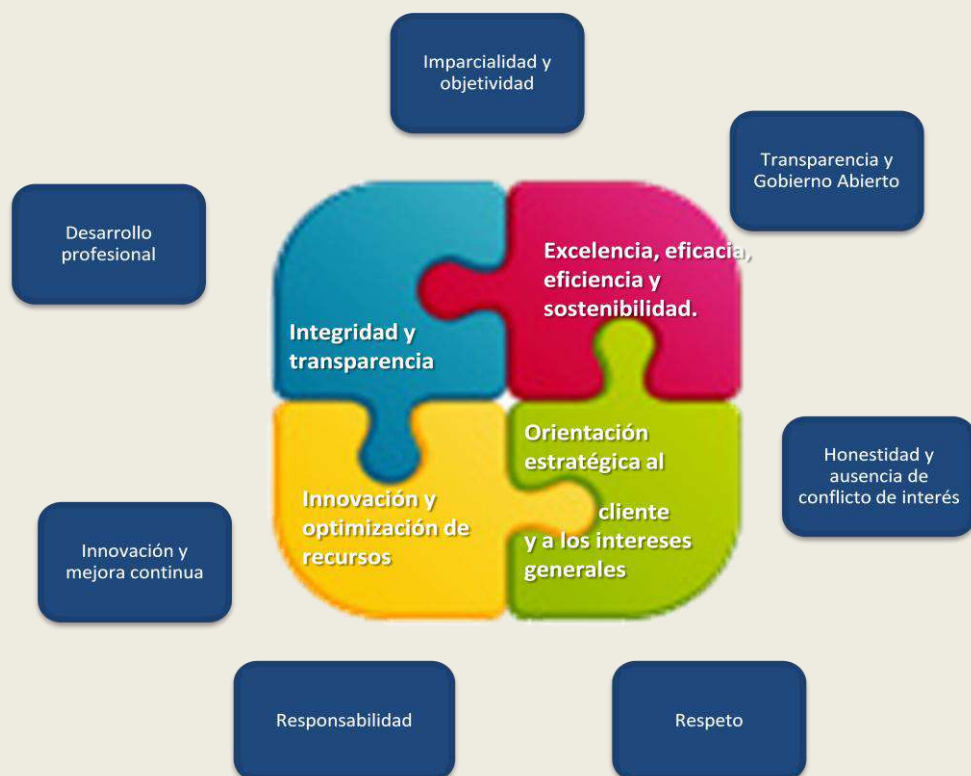 Imparcialidad y
objetividad
Transparencia y
Gobierno Abierto
Desarrollo
profesional
Excelencia, eficacia,
eficiencia y
sostenibilidad.
Integridad y
transparencia
Orientación
estratégica al
cliente
y a los intereses
generales
Honestidad y
ausencia de
conflicto de interés
Innovación y
optimización de
recursos
Innovación y
mejora continua
Responsabilidad
Respeto